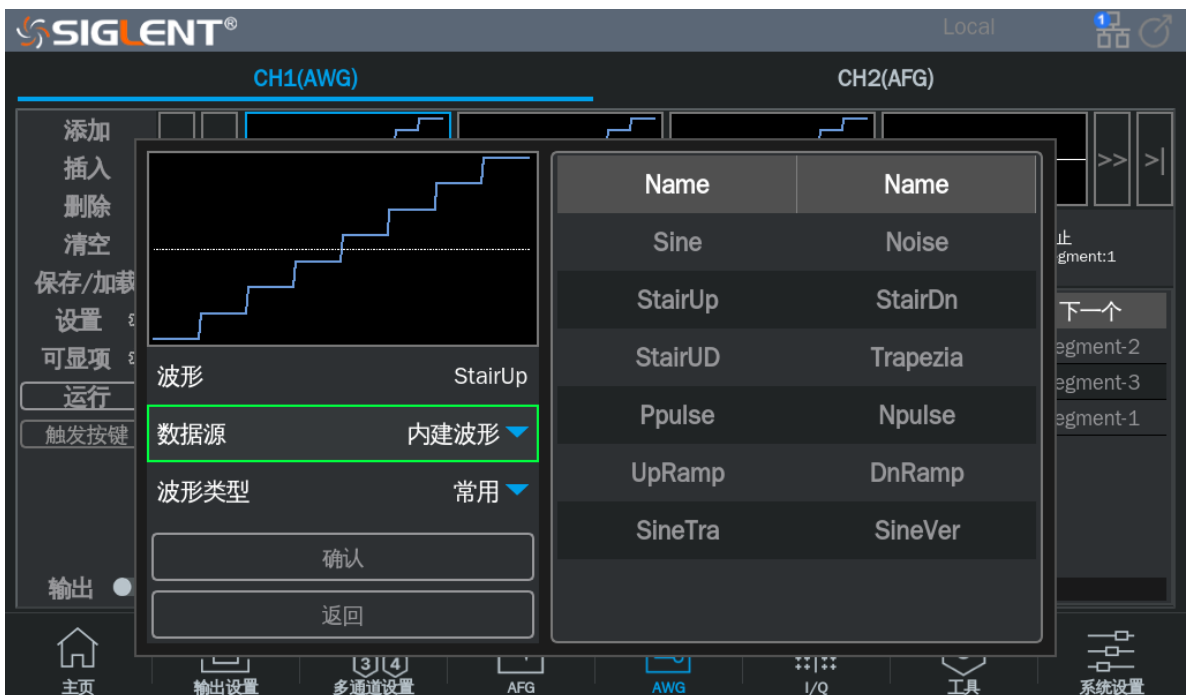 SIGLENT®
Local
1
CH1(AWG)
CH2(AFG)
添加
插入
删除
清空
保存/加载
设置
可显项
运行
触发按键
输出
>>
>|
止
gment:1
下一个
egment-2
egment-3
egment-1
波形 StairUp
数据源 内建波形
波形类型 常用
确认
返回
Name Name
Sine Noise
StairUp StairDn
StairUD Trapezia
Ppulse Npulse
UpRamp DnRamp
SineTra SineVer
3 4
主页
输出设置
多通道设置
AFG
AWG
I/Q
工具
系统设置